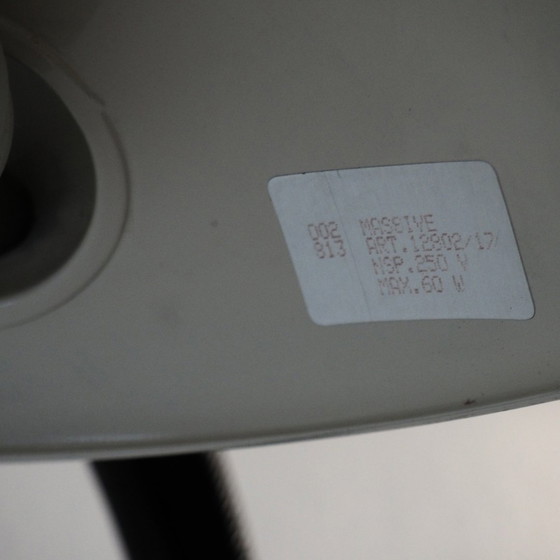 002 MASSIVE
813 ART.12802/17
NSP.250 V
MAX.60 W